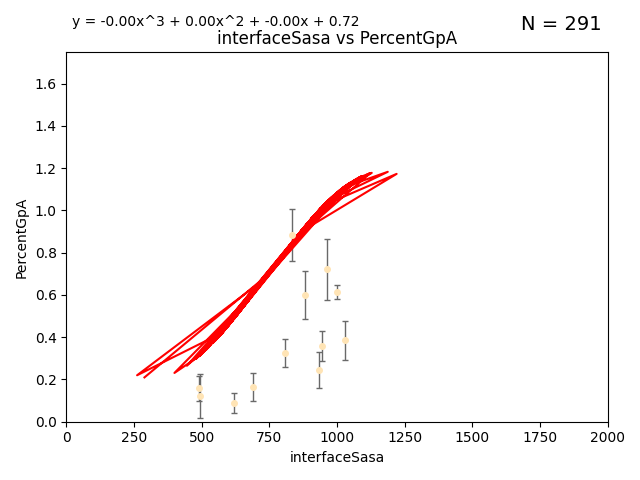 y = -0.00x^3 + 0.00x^2 + -0.00x + 0.72
N = 291
interfaceSasa vs PercentGpA
1.6
1.4
1.2
1.0
0.8
0.6
0.4
0.2
0.0
PercentGpA
0 250 500 750 1000 1250 1500 1750 2000
interfaceSasa